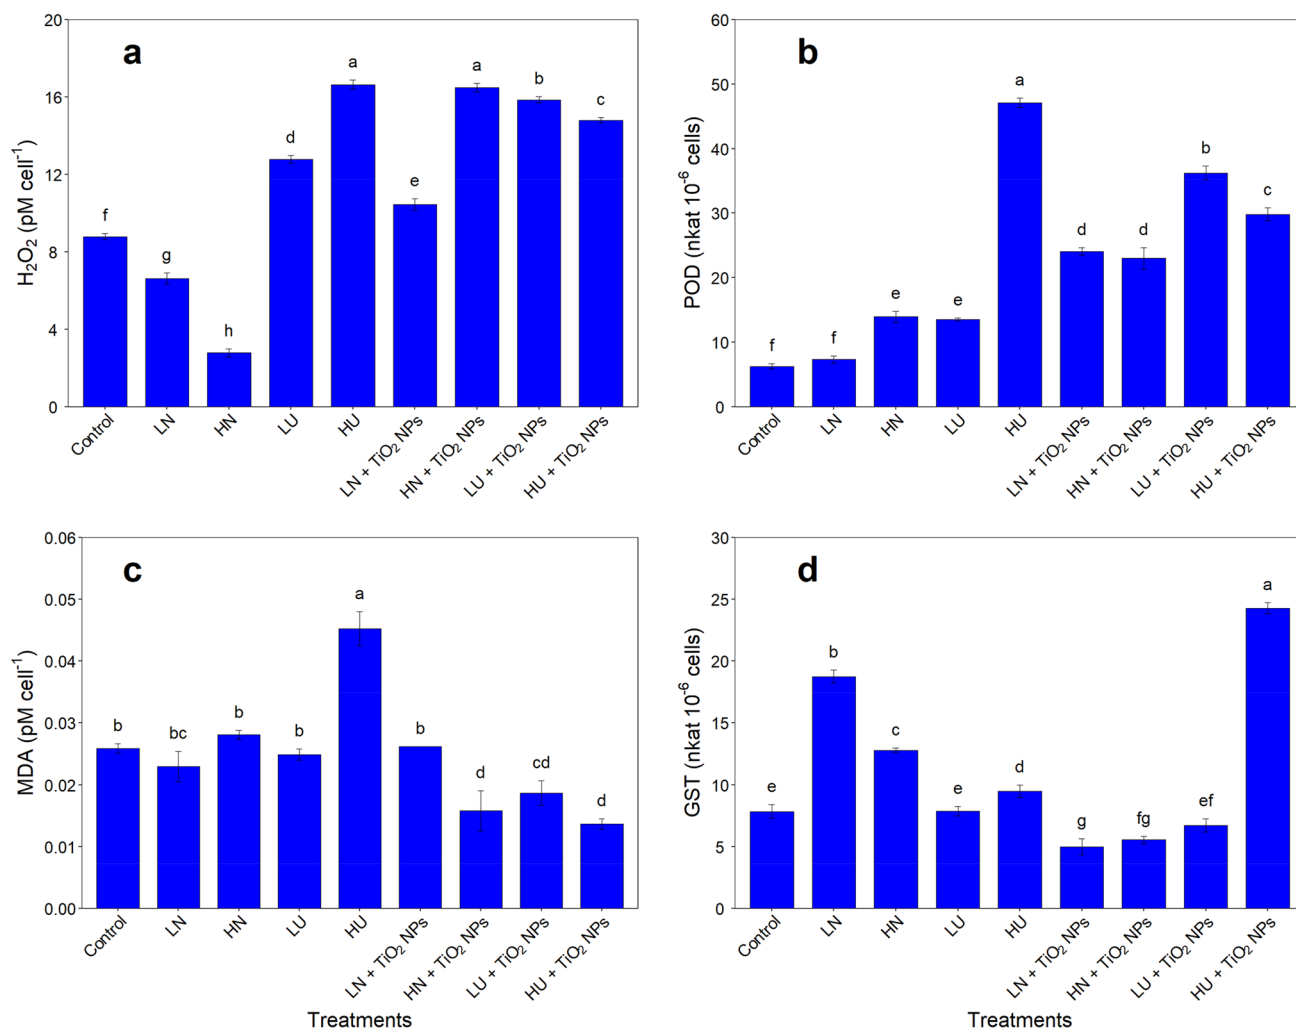 a
H₂O₂ (pM cell⁻¹)
20
16
12
8
4
0
f
g
h
d
a
e
a
b
c
Control
LN
HN
LU
HU
LN + TiO₂ NPs
HN + TiO₂ NPs
LU + TiO₂ NPs
HU + TiO₂ NPs
b
POD (nkat 10⁻⁶ cells)
60
50
40
30
20
10
0
f
f
e
e
a
d
d
b
c
Control
LN
HN
LU
HU
LN + TiO₂ NPs
HN + TiO₂ NPs
LU + TiO₂ NPs
HU + TiO₂ NPs
c
MDA (pM cell⁻¹)
0.06
0.05
0.04
0.03
0.02
0.01
0.00
b
bc
b
b
a
b
d
cd
d
Control
LN
HN
LU
HU
LN + TiO₂ NPs
HN + TiO₂ NPs
LU + TiO₂ NPs
HU + TiO₂ NPs
Treatments
d
GST (nkat 10⁻⁶ cells)
30
25
20
15
10
5
0
e
b
c
e
d
g
fg
ef
a
Control
LN
HN
LU
HU
LN + TiO₂ NPs
HN + TiO₂ NPs
LU + TiO₂ NPs
HU + TiO₂ NPs
Treatments